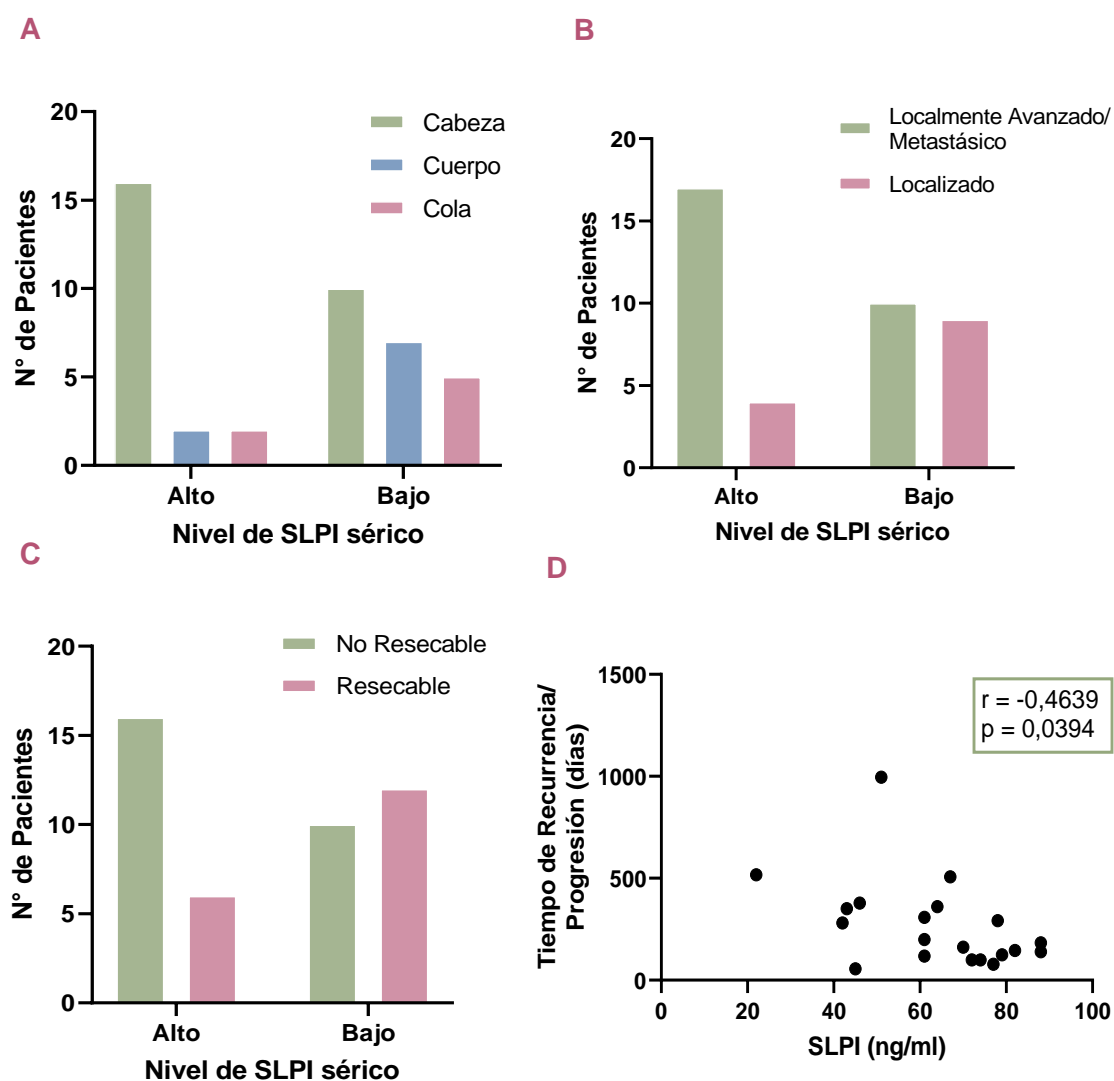 A
20
15
10
5
0
N° de Pacientes
Cabeza
Cuerpo
Cola
Alto
Bajo
Nivel de SLPI sérico
B
20
15
10
5
0
N° de Pacientes
Localmente Avanzado/
Metastásico
Localizado
Alto
Bajo
Nivel de SLPI sérico
C
20
15
10
5
0
N° de Pacientes
No Resecable
Resecable
Alto
Bajo
Nivel de SLPI sérico
D
1500
1000
500
0
Tiempo de Recurrencia/
Progresión (días)
r = -0,4639
p = 0,0394
0
20
40
60
80
100
SLPI (ng/ml)